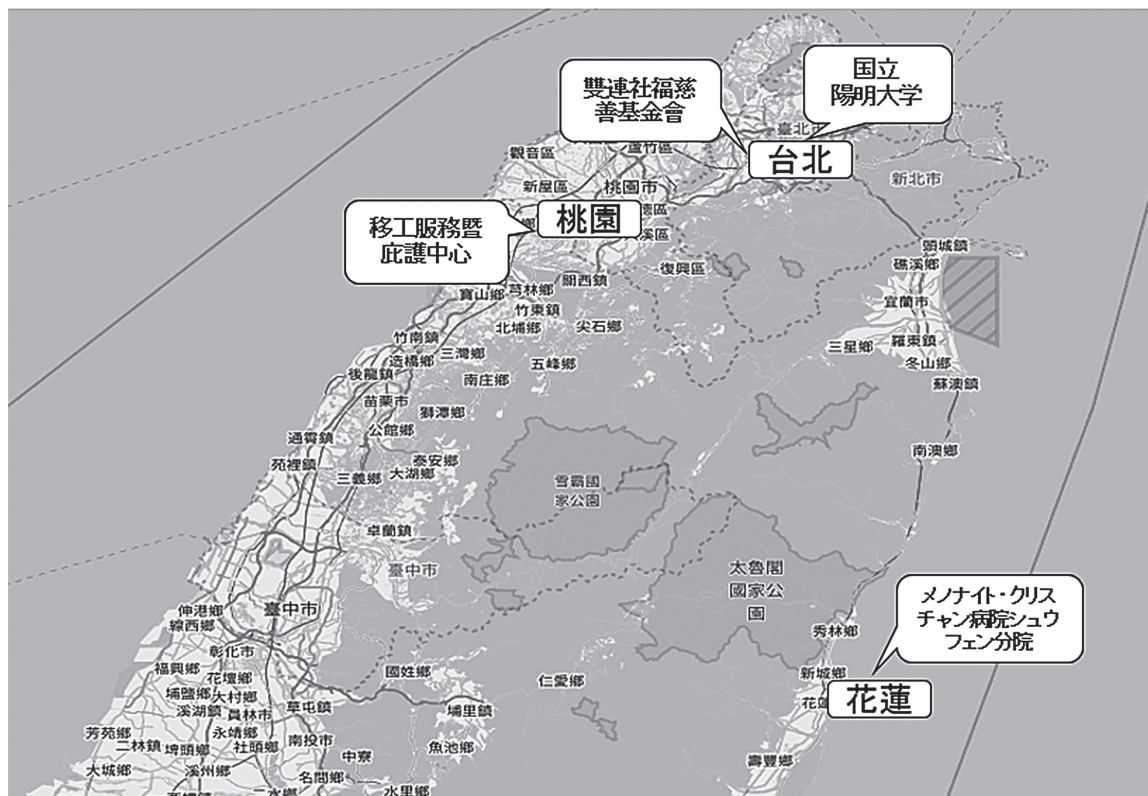 国立
陽明大学
雙連社福慈
善基金會
臺北市
台北
蘆竹區
觀音區
新北市
新屋區
桃園市
桃園
移工服務暨
庇護中心
頭城鎮
礁溪鄉
復興區
關西鎮
芎林鄉
寶山鄉
宜蘭市
竹東鎮
北埔鄉
尖石鄉
竹南鎮
羅東鎮
三星鄉
三灣鄉
造橋鄉
五峰鄉
冬山鄉
後龍鎮
南庄鄉
蘇澳鎮
苗栗市
獅潭鄉
公館鄉
通霄鎮
南澳鄉
泰安鄉
苑裡鎮
大湖鄉
三義鄉
雪霸國
家公園
卓蘭鎮
臺中市
太魯閣
國家公
園
メノナイト・クリス
チャン病院シュウ
フェン分院
伸港鄉
臺中市
線西鄉
秀林鄉
彰化市
福興鄉
國姓鄉
新城鄉
花壇鄉
仁愛鄉
埔鹽鄉
大村鄉
花蓮
草屯鎮
溪湖鎮
員林市
埔里鎮
芳苑鄉
永靖鄉
二林鎮
埤頭鄉
社頭鄉
南投市
魚池鄉
中寮
壽豐鄉
大城鄉
溪州鄉
名間鄉
二水鄉
水里鄉